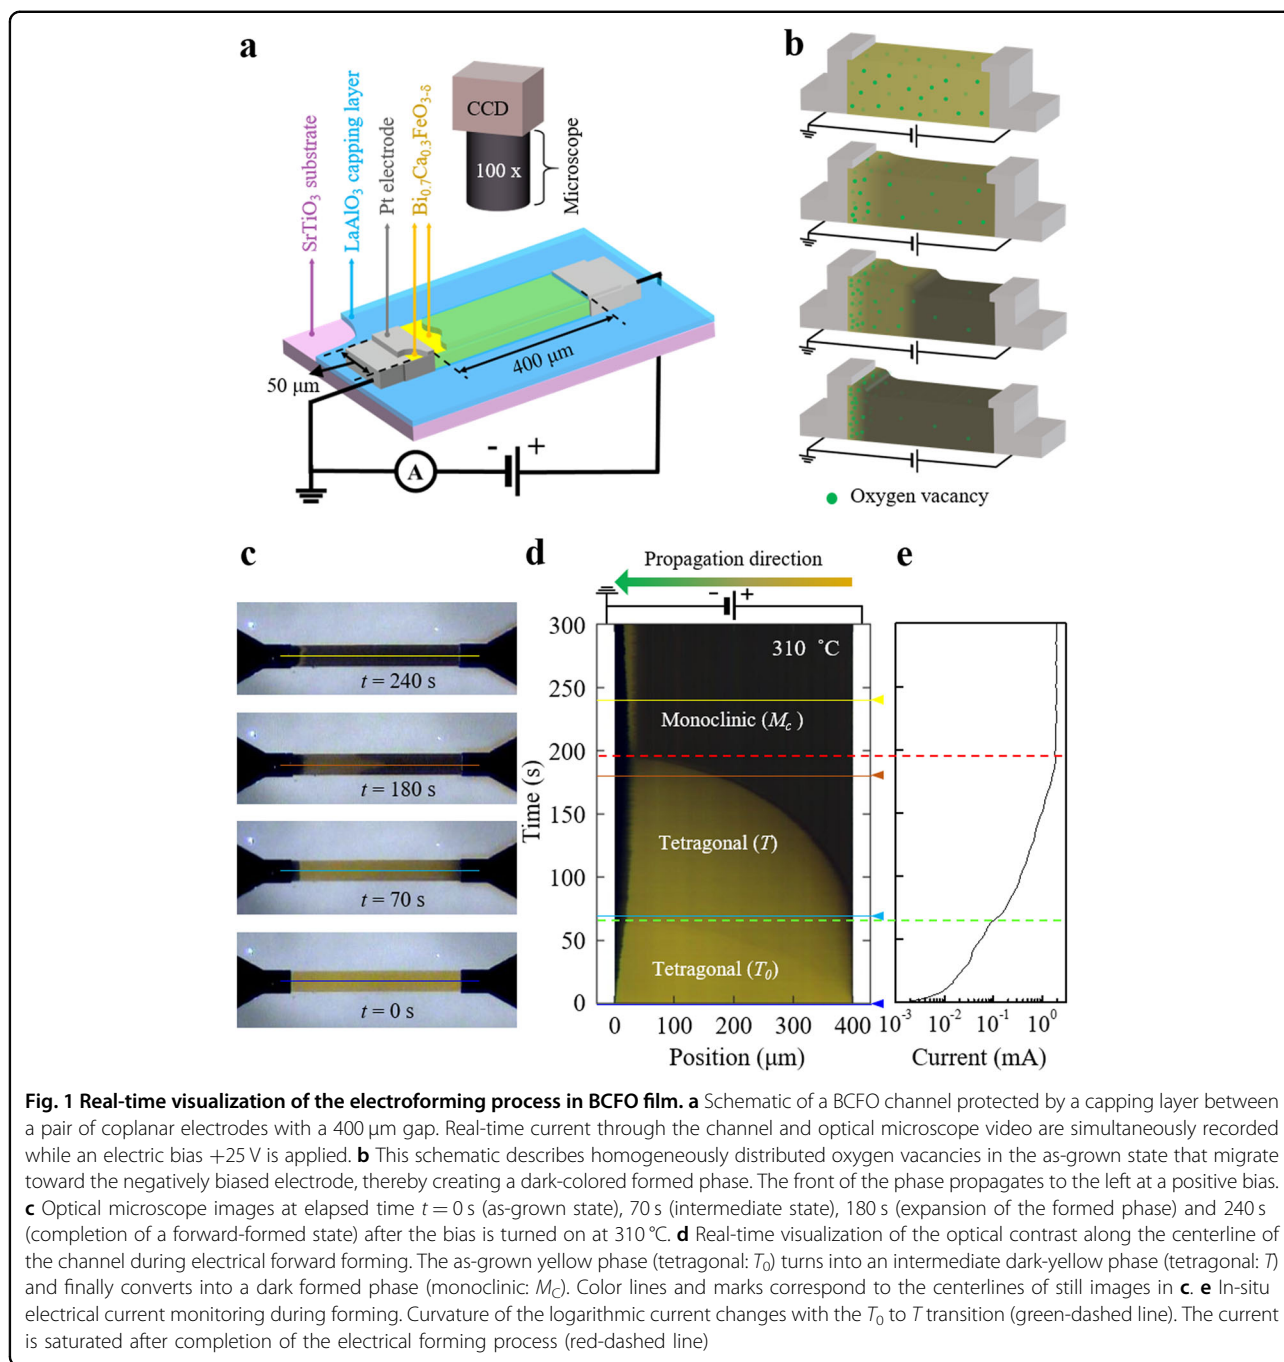 a
CCD
100 x
Microscope
SrTiO3 substrate
LaAlO3 capping layer
Pt electrode
Bi0.7Ca0.3FeO3-δ
50 μm
400 μm
- +
A
b
Oxygen vacancy
c
t = 240 s
t = 180 s
t = 70 s
t = 0 s
d
Propagation direction
- +
310 °C
Monoclinic (Mc)
Tetragonal (T)
Tetragonal (T0)
Time (s)
300
250
200
150
100
50
0
0 100 200 300 400
Position (μm)
e
10-3 10-2 10-1 100
Current (mA)
Fig. 1 Real-time visualization of the electroforming process in BCFO film. a Schematic of a BCFO channel protected by a capping layer between
a pair of coplanar electrodes with a 400 μm gap. Real-time current through the channel and optical microscope video are simultaneously recorded
while an electric bias +25 V is applied. b This schematic describes homogeneously distributed oxygen vacancies in the as-grown state that migrate
toward the negatively biased electrode, thereby creating a dark-colored formed phase. The front of the phase propagates to the left at a positive bias.
c Optical microscope images at elapsed time t = 0 s (as-grown state), 70 s (intermediate state), 180 s (expansion of the formed phase) and 240 s
(completion of a forward-formed state) after the bias is turned on at 310 °C. d Real-time visualization of the optical contrast along the centerline of
the channel during electrical forward forming. The as-grown yellow phase (tetragonal: T0) turns into an intermediate dark-yellow phase (tetragonal: T)
and finally converts into a dark formed phase (monoclinic: MC). Color lines and marks correspond to the centerlines of still images in c. e In-situ
electrical current monitoring during forming. Curvature of the logarithmic current changes with the T0 to T transition (green-dashed line). The current
is saturated after completion of the electrical forming process (red-dashed line)